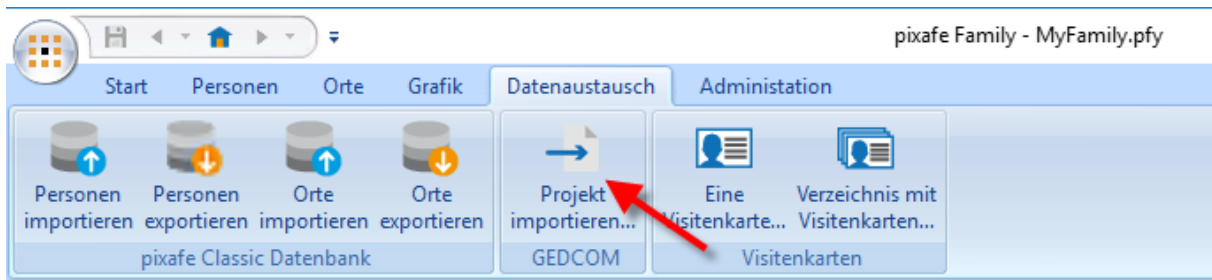 pixafe Family - MyFamily.pfy
Start Personen Orte Grafik Datenaustausch Administation
Personen importieren Personen exportieren Orte importieren Orte exportieren Projekt importieren... Eine Visitenkarte... Verzeichnis mit Visitenkarten...
pixafe Classic Datenbank GEDCOM Visitenkarten